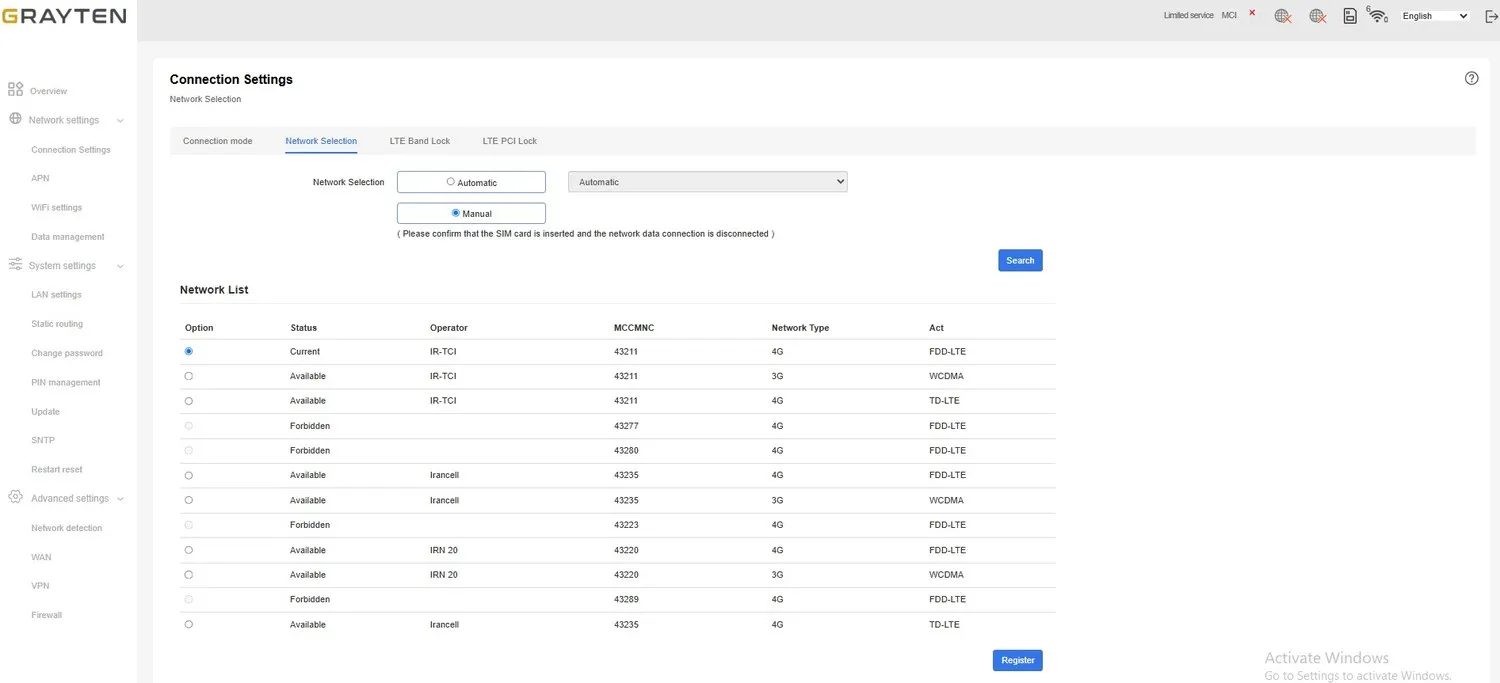 GRAYTEN
Limited service MCI
6
English
Overview
Network settings
Connection Settings
APN
WiFi settings
Data management
System settings
LAN settings
Static routing
Change password
PIN management
Update
SNTP
Restart reset
Advanced settings
Network detection
WAN
VPN
Firewall
Connection Settings
Network Selection
Connection mode Network Selection LTE Band Lock LTE PCI Lock
Network Selection Automatic Automatic
Manual
( Please confirm that the SIM card is inserted and the network data connection is disconnected )
Search
Network List
Option Status Operator MCCMNC Network Type Act
Current IR-TCI 43211 4G FDD-LTE
Available IR-TCI 43211 3G WCDMA
Available IR-TCI 43211 4G TD-LTE
Forbidden 43277 4G FDD-LTE
Forbidden 43280 4G FDD-LTE
Available Irancell 43235 4G FDD-LTE
Available Irancell 43235 3G WCDMA
Forbidden 43223 4G FDD-LTE
Available IRN 20 43220 4G FDD-LTE
Available IRN 20 43220 3G WCDMA
Forbidden 43289 4G FDD-LTE
Available Irancell 43235 4G TD-LTE
Register
Activate Windows
Go to Settings to activate Windows.